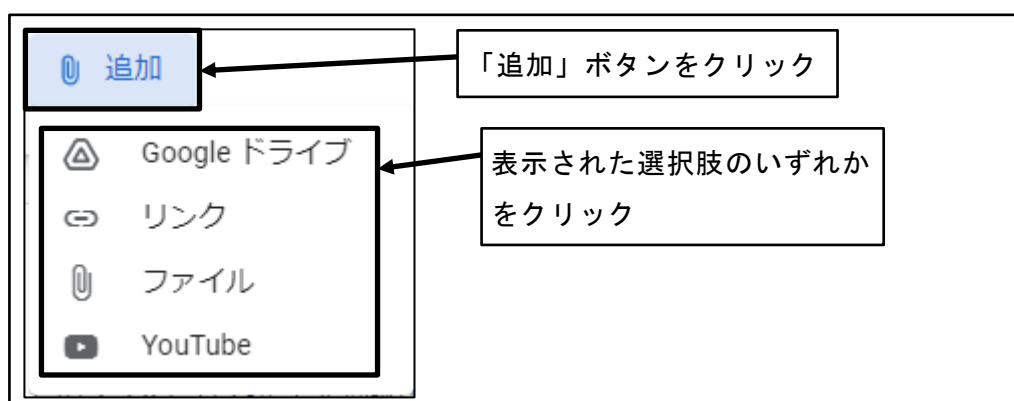 追加
「追加」ボタンをクリック
Google ドライブ
リンク
ファイル
YouTube
表示された選択肢のいずれか
をクリック